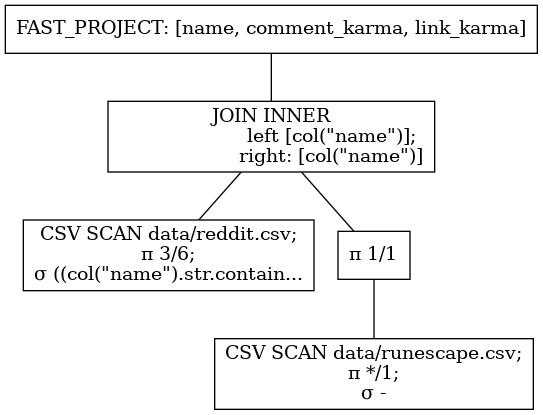 FAST_PROJECT: [name, comment_karma, link_karma]
JOIN INNER
left [col("name")];
right: [col("name")]
CSV SCAN data/reddit.csv;
π 3/6;
σ ((col("name").str.contain...
π 1/1
CSV SCAN data/runescape.csv;
π */1;
σ -